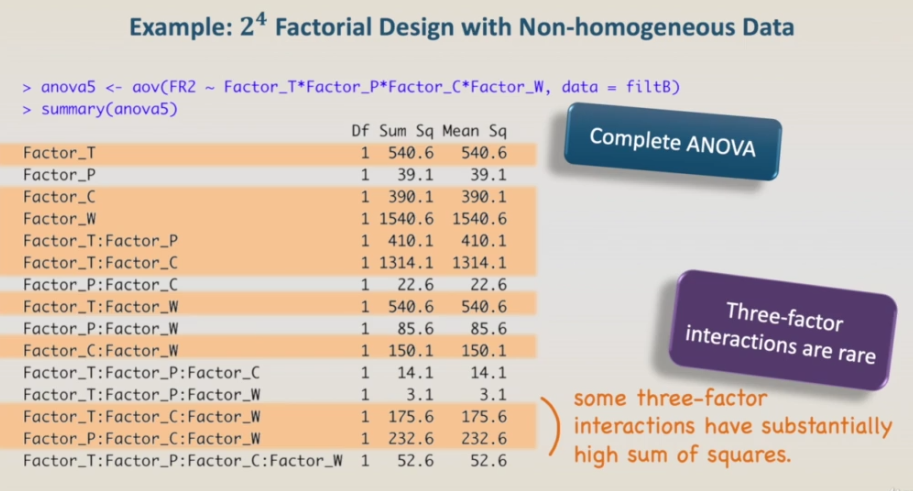 Example: 2⁴ Factorial Design with Non-homogeneous Data
> anova5 <- aov(FR2 ~ Factor_T*Factor_P*Factor_C*Factor_W, data = filtB)
> summary(anova5)
Df Sum Sq Mean Sq
Factor_T 1 540.6 540.6
Factor_P 1 39.1 39.1
Factor_C 1 390.1 390.1
Factor_W 1 1540.6 1540.6
Factor_T:Factor_P 1 410.1 410.1
Factor_T:Factor_C 1 1314.1 1314.1
Factor_P:Factor_C 1 22.6 22.6
Factor_T:Factor_W 1 540.6 540.6
Factor_P:Factor_W 1 85.6 85.6
Factor_C:Factor_W 1 150.1 150.1
Factor_T:Factor_P:Factor_C 1 14.1 14.1
Factor_T:Factor_P:Factor_W 1 3.1 3.1
Factor_T:Factor_C:Factor_W 1 175.6 175.6
Factor_P:Factor_C:Factor_W 1 232.6 232.6
Factor_T:Factor_P:Factor_C:Factor_W 1 52.6 52.6
Complete ANOVA
Three-factor
interactions are rare
some three-factor
interactions have substantially
high sum of squares.